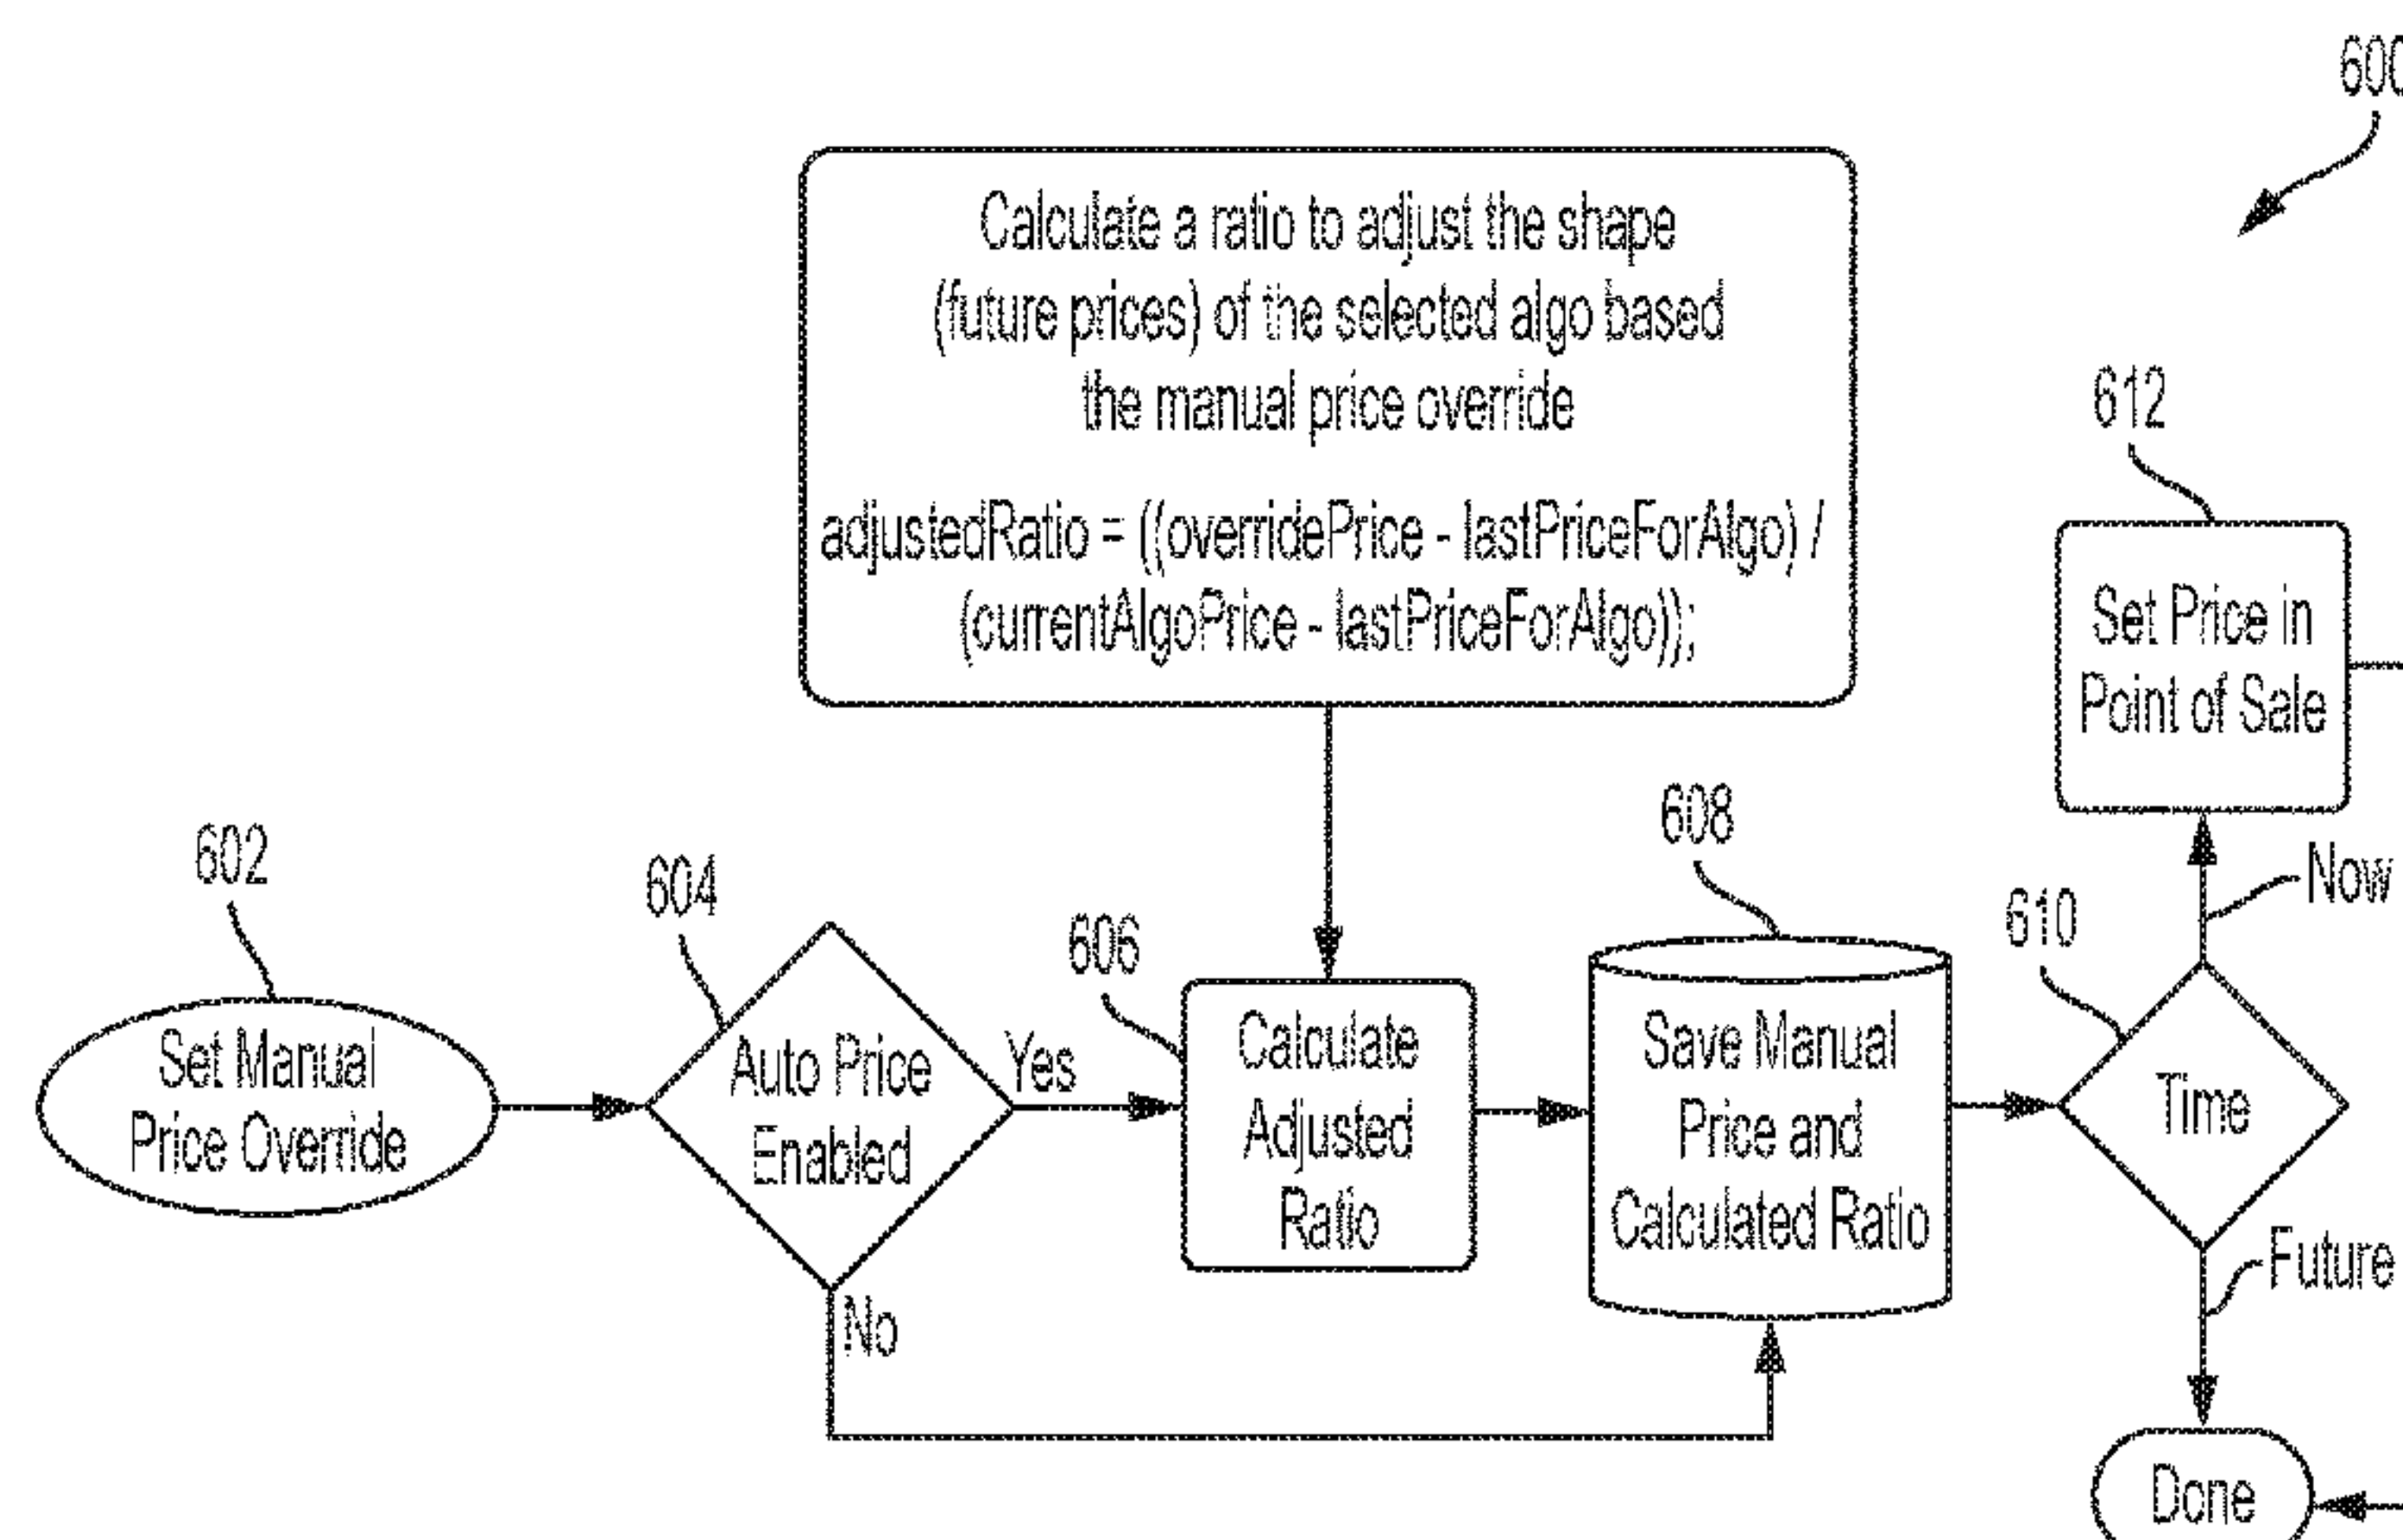 600
Calculate a ratio to adjust the shape
(future prices) of the selected algo based
the manual price override
adjustedRatio = ((overridePrice - lastPriceForAlgo) /
(currentAlgoPrice - lastPriceForAlgo));
612
Set Price in
Point of Sale
602
Set Manual
Price Override
604
Auto Price
Enabled
Yes
No
606
Calculate
Adjusted
Ratio
608
Save Manual
Price and
Calculated Ratio
610
Time
Now
Future
Done